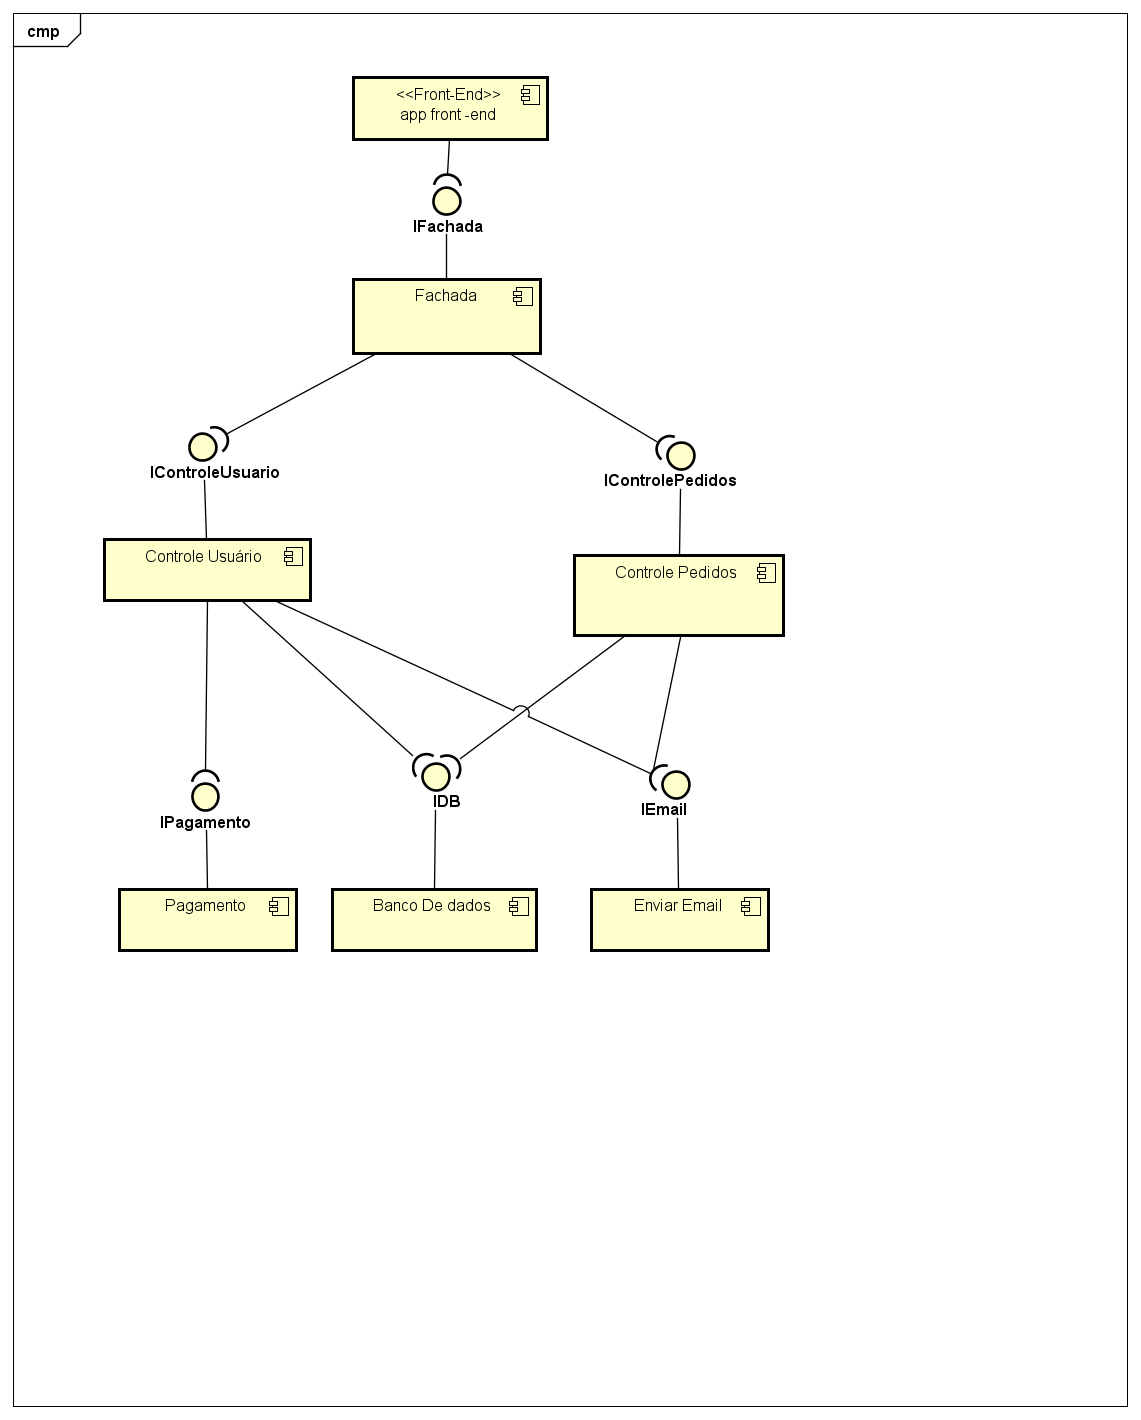 cmp
<<Front-End>>
app front -end
IFachada
Fachada
IControleUsuario
IControlePedidos
Controle Usuário
Controle Pedidos
IPagamento
IDB
IEmail
Pagamento
Banco De dados
Enviar Email